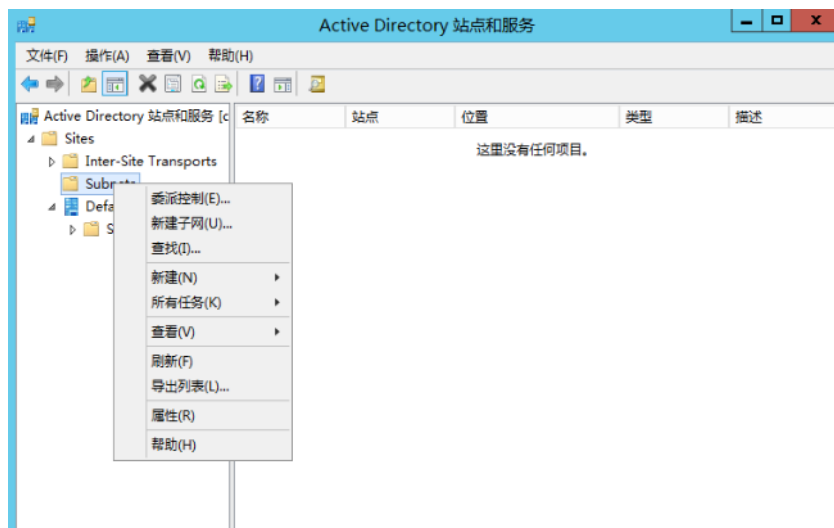 Active Directory 站点和服务
文件(F) 操作(A) 查看(V) 帮助(H)
Active Directory 站点和服务 [c
名称 站点 位置 类型 描述
Sites
这里没有任何项目。
Inter-Site Transports
Subnets
Defa
S
委派控制(E)...
新建子网(U)...
查找(I)...
新建(N)
所有任务(K)
查看(V)
刷新(F)
导出列表(L)...
属性(R)
帮助(H)